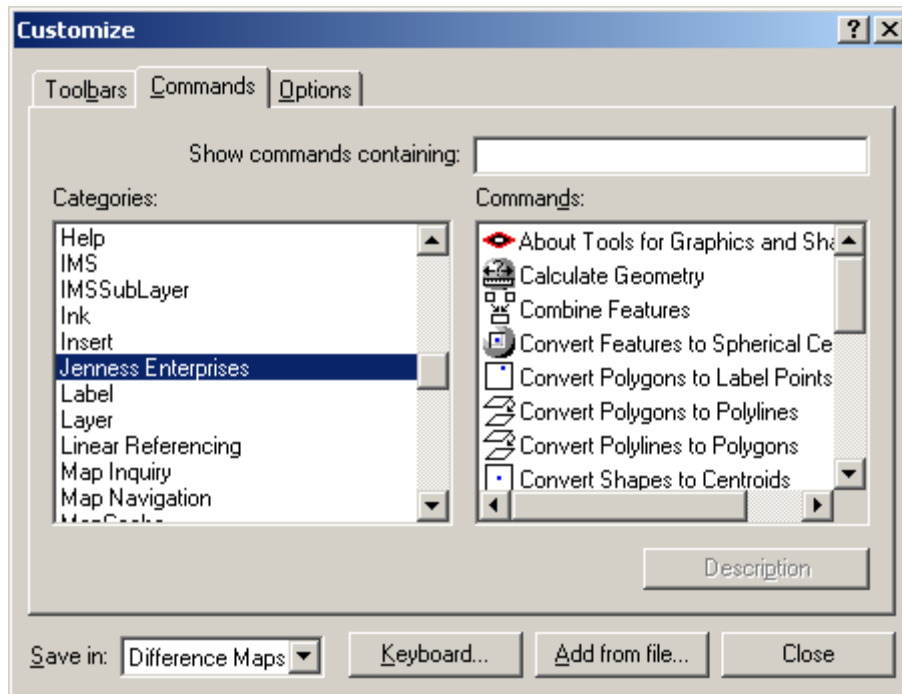 Customize
Toolbars Commands Options
Show commands containing:
Categories:
Help
IMS
IMSSubLayer
Ink
Insert
Jenness Enterprises
Label
Layer
Linear Referencing
Map Inquiry
Map Navigation
Commands:
About Tools for Graphics and Sha
Calculate Geometry
Combine Features
Convert Features to Spherical Ce
Convert Polygons to Label Points
Convert Polygons to Polylines
Convert Polylines to Polygons
Convert Shapes to Centroids
Description
Save in: Difference Maps Keyboard... Add from file... Close